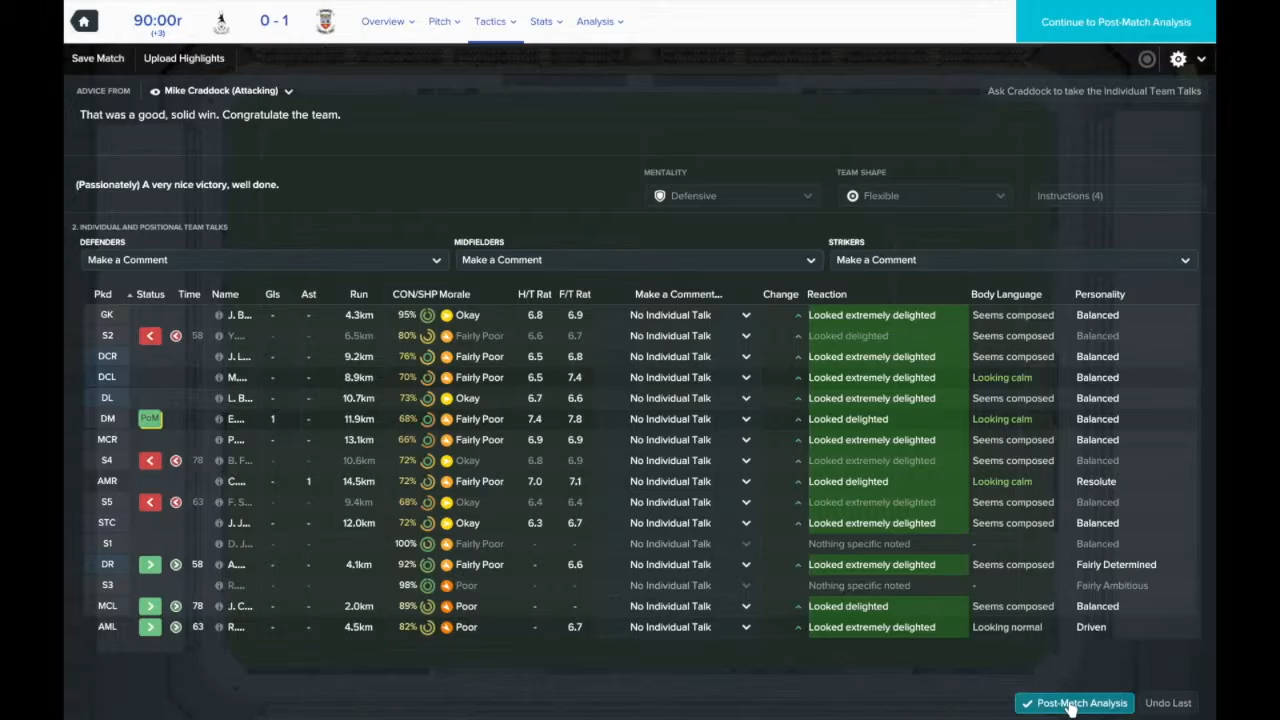 90:00r
(+3)
0 - 1
Overview Pitch Tactics Stats Analysis
Continue to Post-Match Analysis
Save Match Upload Highlights
ADVICE FROM Mike Craddock (Attacking) Ask Craddock to take the Individual Team Talks
That was a good, solid win. Congratulate the team.
MENTALITY TEAM SHAPE
(Passionately) A very nice victory, well done.
Defensive Flexible Instructions (4)
2. INDIVIDUAL AND POSITIONAL TEAM TALKS
DEFENDERS MIDFIELDERS STRIKERS
Make a Comment Make a Comment Make a Comment
Pkd Status Time Name Gls Ast Run CON/SHP Morale H/T Rat F/T Rat Make a Comment... Change Reaction Body Language Personality
GK J. B... - - 4.3km 95% Okay 6.8 6.9 No Individual Talk Looked extremely delighted Seems composed Balanced
S2 58 Y.... - - 6.5km 80% Fairly Poor 6.6 6.7 No Individual Talk Looked delighted Seems composed Balanced
DCR J. L... - - 9.2km 76% Fairly Poor 6.5 6.8 No Individual Talk Looked extremely delighted Seems composed Balanced
DCL M.... - - 8.9km 70% Fairly Poor 6.5 7.4 No Individual Talk Looked extremely delighted Looking calm Balanced
DL L. B... - - 10.7km 73% Okay 6.7 6.6 No Individual Talk Looked extremely delighted Seems composed Balanced
DM PoM E.... 1 - 11.9km 68% Fairly Poor 7.4 7.8 No Individual Talk Looked delighted Looking calm Balanced
MCR P.... - - 13.1km 66% Fairly Poor 6.9 6.9 No Individual Talk Looked extremely delighted Seems composed Balanced
S4 78 B. F... - - 10.6km 72% Okay 6.8 6.9 No Individual Talk Looked extremely delighted Seems composed Balanced
AMR C.... - 1 14.5km 72% Fairly Poor 7.0 7.1 No Individual Talk Looked delighted Looking calm Resolute
S5 63 F. S... - - 9.4km 68% Okay 6.4 6.4 No Individual Talk Looked extremely delighted Seems composed Balanced
STC J. J... - - 12.0km 72% Okay 6.3 6.7 No Individual Talk Looked extremely delighted Seems composed Balanced
S1 D. J... - - 100% Fairly Poor - - No Individual Talk Nothing specific noted - Balanced
DR 58 A.... - - 4.1km 92% Fairly Poor - 6.6 No Individual Talk Looked extremely delighted Seems composed Fairly Determined
S3 R.... - - 98% Poor - - No Individual Talk Nothing specific noted - Fairly Ambitious
MCL 78 J. C... - - 2.0km 89% Poor - - No Individual Talk Looked delighted Seems composed Balanced
AML 63 R.... - - 4.5km 82% Poor - 6.7 No Individual Talk Looked extremely delighted Looking normal Driven
Post-Match Analysis Undo Last